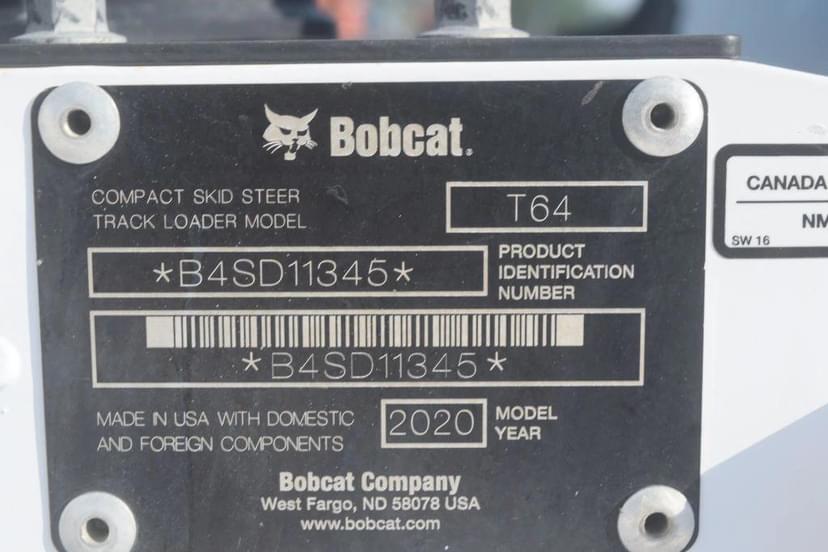 Bobcat.
COMPACT SKID STEER
TRACK LOADER MODEL
T64
*B4SD11345*
PRODUCT
IDENTIFICATION
NUMBER
*B4SD11345*
MADE IN USA WITH DOMESTIC
AND FOREIGN COMPONENTS
2020
MODEL
YEAR
Bobcat Company
West Fargo, ND 58078 USA
www.bobcat.com
CANADA
NM
SW 16